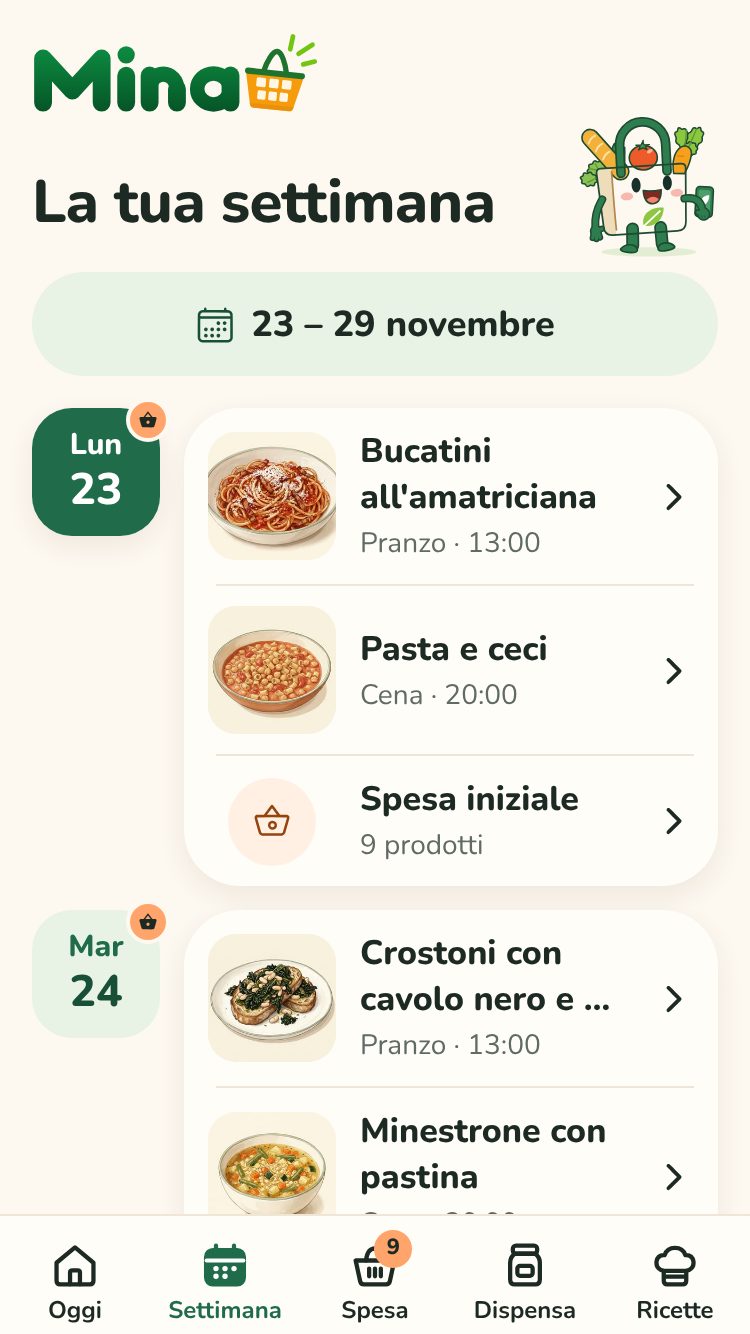 Mina
La tua settimana
23 – 29 novembre
Lun
23
Bucatini
all'amatriciana
Pranzo · 13:00
Pasta e ceci
Cena · 20:00
Spesa iniziale
9 prodotti
Mar
24
Crostoni con
cavolo nero e ...
Pranzo · 13:00
Minestrone con
pastina
9
Oggi
Settimana
Spesa
Dispensa
Ricette